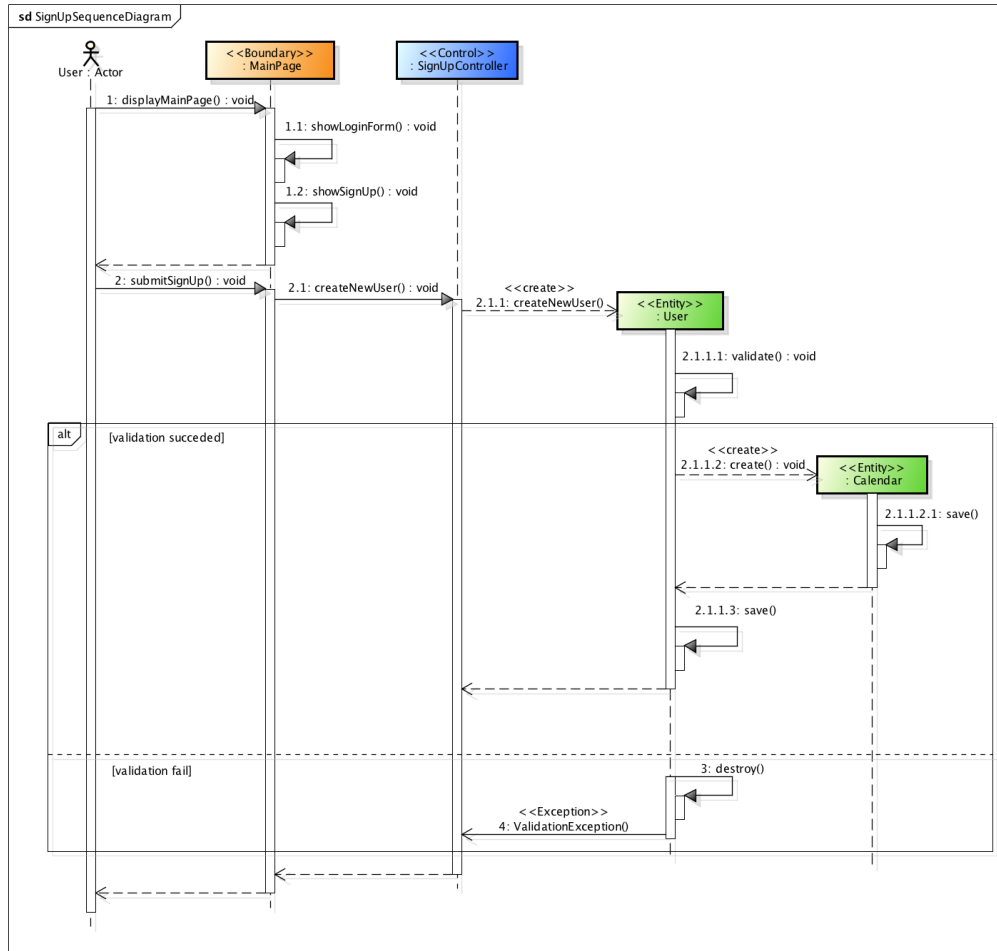 sd SignUpSequenceDiagram
User : Actor
<<Boundary>>
: MainPage
<<Control>>
: SignUpController
1: displayMainPage() : void
1.1: showLoginForm() : void
1.2: showSignUp() : void
2: submitSignUp() : void
2.1: createNewUser() : void
<<create>>
2.1.1: createNewUser()
<<Entity>>
: User
2.1.1.1: validate() : void
alt
[validation succeded]
<<create>>
2.1.1.2: create() : void
<<Entity>>
: Calendar
2.1.1.2.1: save()
2.1.1.3: save()
[validation fail]
3: destroy()
<<Exception>>
4: ValidationException()